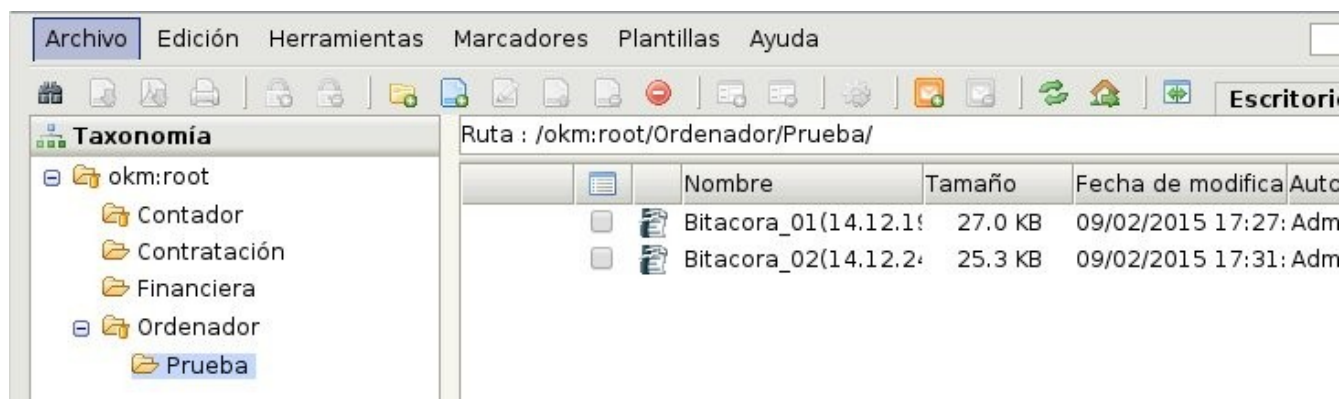 Archivo Edición Herramientas Marcadores Plantillas Ayuda
Escritori
Taxonomía
Ruta : /okm:root/Ordenador/Prueba/
okm:root
Contador
Contratación
Financiera
Ordenador
Prueba
Nombre Tamaño Fecha de modifica Auto
Bitacora_01(14.12.19 27.0 KB 09/02/2015 17:27: Adm
Bitacora_02(14.12.24 25.3 KB 09/02/2015 17:31: Adm